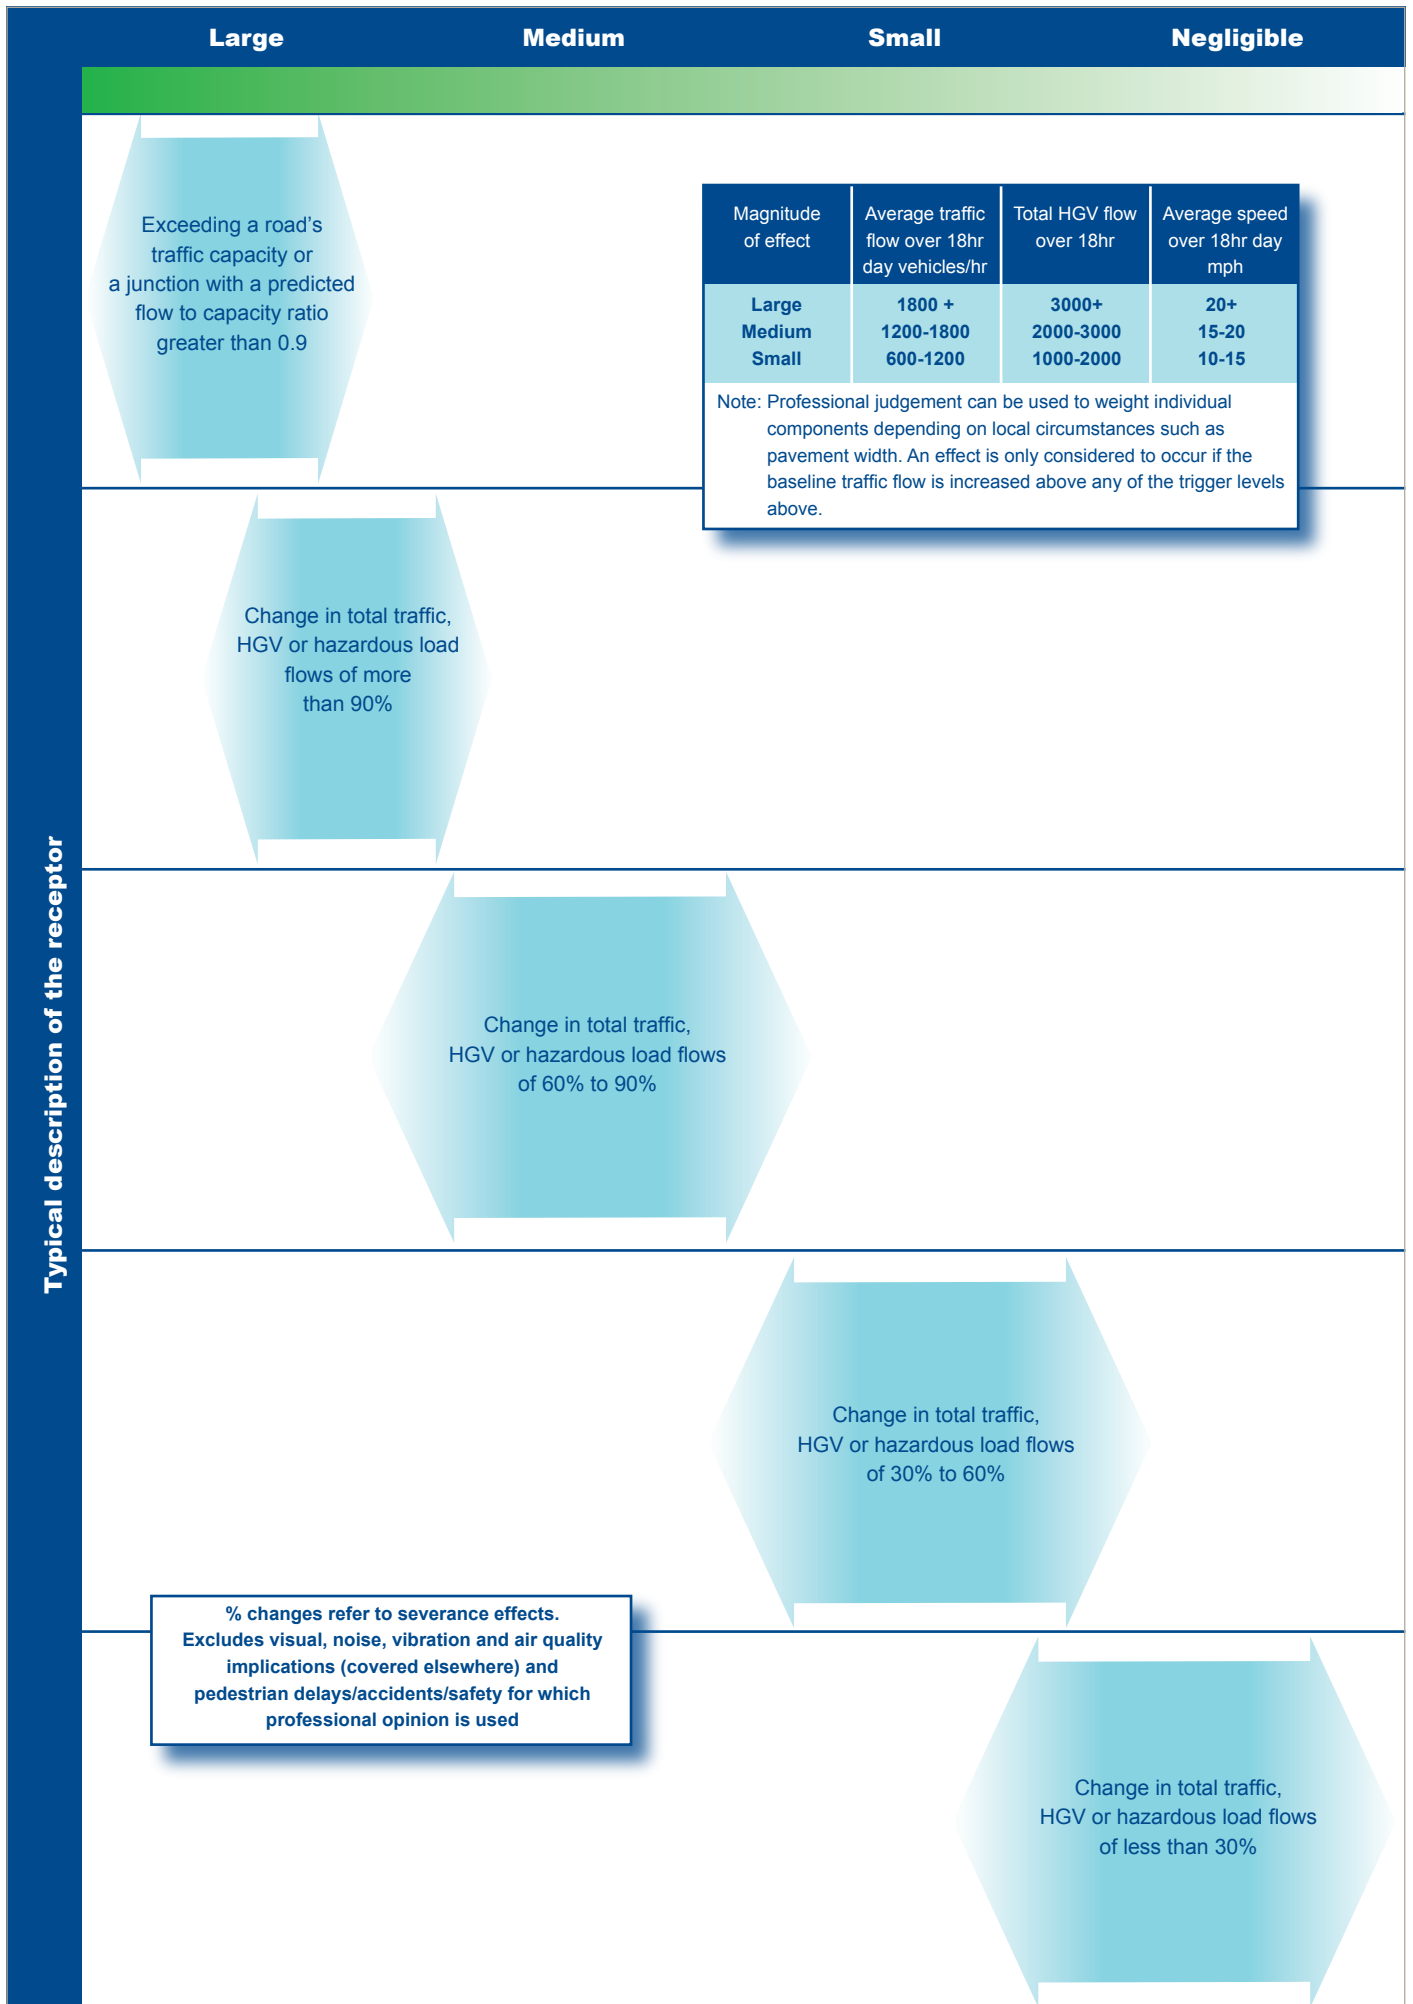 Large Medium Small Negligible
Typical description of the receptor
Exceeding a road's
traffic capacity or
a junction with a predicted
flow to capacity ratio
greater than 0.9
Magnitude
of effect
Average traffic
flow over 18hr
day vehicles/hr
Total HGV flow
over 18hr
Average speed
over 18hr day
mph
Large 1800 + 3000+ 20+
Medium 1200-1800 2000-3000 15-20
Small 600-1200 1000-2000 10-15
Note: Professional judgement can be used to weight individual
components depending on local circumstances such as
pavement width. An effect is only considered to occur if the
baseline traffic flow is increased above any of the trigger levels
above.
Change in total traffic,
HGV or hazardous load
flows of more
than 90%
Change in total traffic,
HGV or hazardous load flows
of 60% to 90%
Change in total traffic,
HGV or hazardous load flows
of 30% to 60%
% changes refer to severance effects.
Excludes visual, noise, vibration and air quality
implications (covered elsewhere) and
pedestrian delays/accidents/safety for which
professional opinion is used
Change in total traffic,
HGV or hazardous load flows
of less than 30%